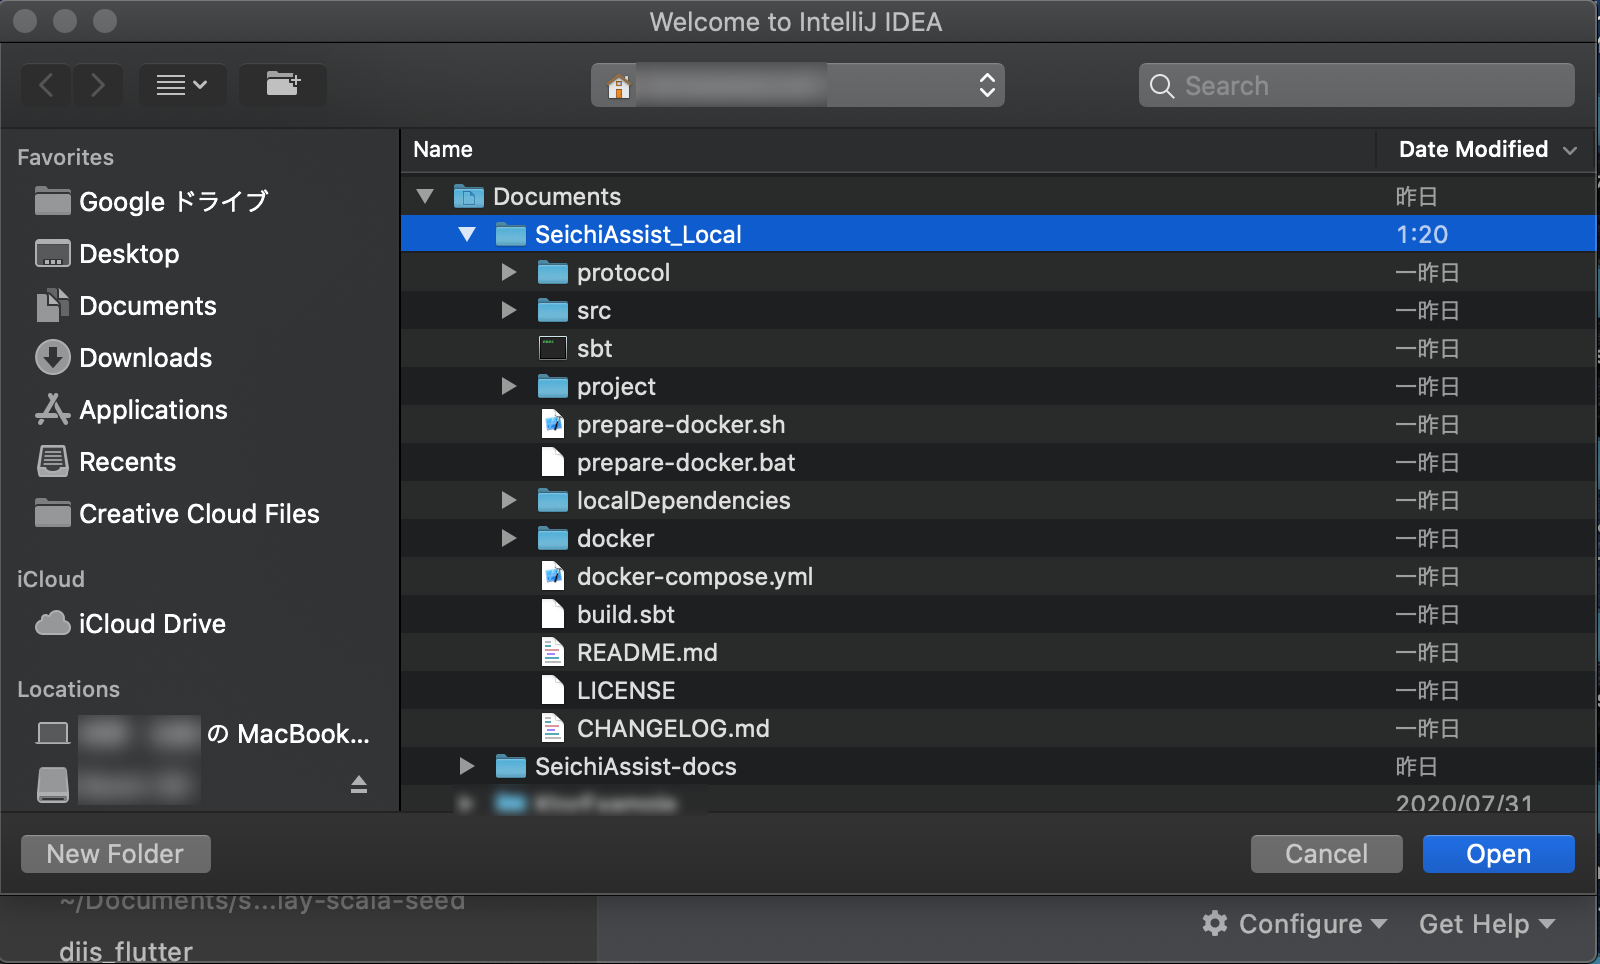 Welcome to IntelliJ IDEA
Search
Favorites
Google ドライブ
Desktop
Documents
Downloads
Applications
Recents
Creative Cloud Files
iCloud
iCloud Drive
Locations
の MacBook...
Name Date Modified
Documents 昨日
SeichiAssist_Local 1:20
protocol 一昨日
src 一昨日
sbt 一昨日
project 一昨日
prepare-docker.sh 一昨日
prepare-docker.bat 一昨日
localDependencies 一昨日
docker 一昨日
docker-compose.yml 一昨日
build.sbt 一昨日
README.md 一昨日
LICENSE 一昨日
CHANGELOG.md 一昨日
SeichiAssist-docs 昨日
2020/07/31
New Folder Cancel Open
~/Documents/s...lay-scala-seed
diis_flutter
Configure Get Help